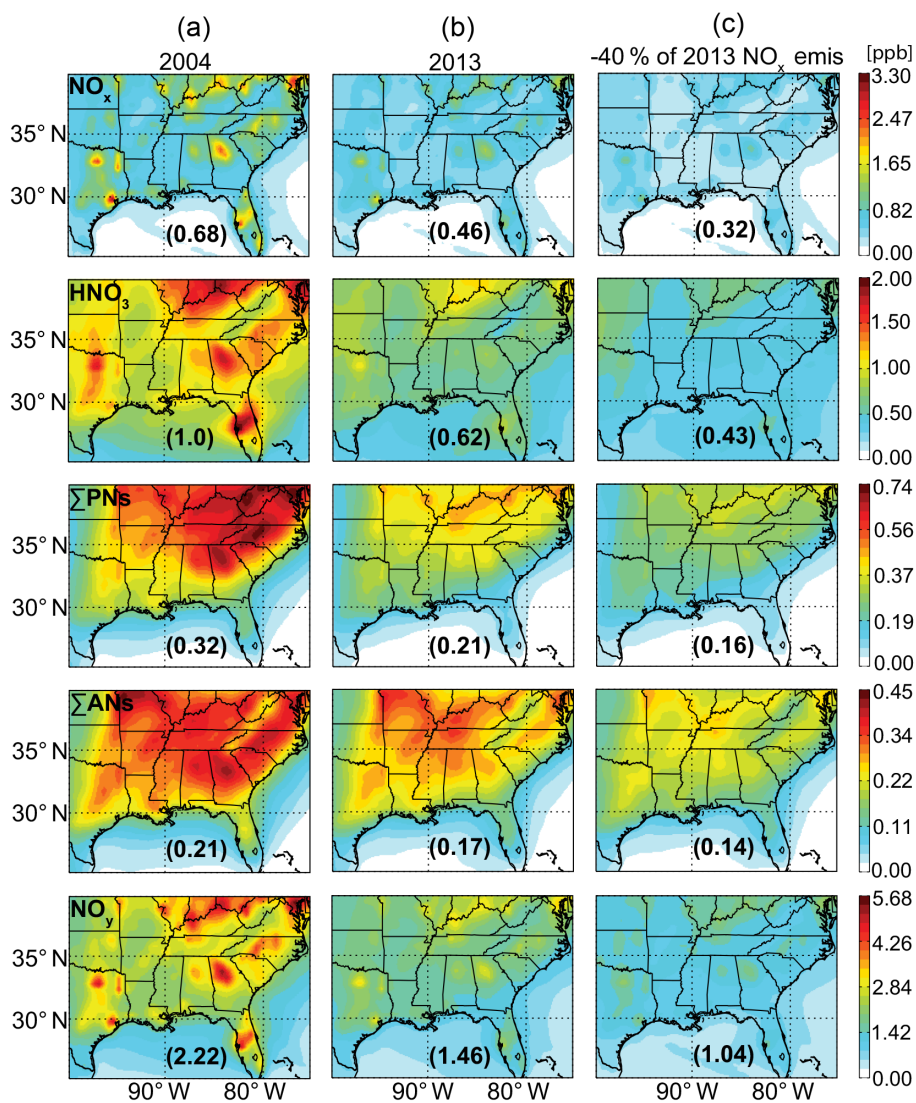 (a) (b) (c)
2004 2013 -40 % of 2013 NOx emis [ppb]
NOx 3.30
2.47
35° N
1.65
30° N 0.82
(0.68) (0.46) (0.32) 0.00
HNO3 2.00
1.50
35° N
1.00
30° N 0.50
(1.0) (0.62) (0.43) 0.00
∑PNs 0.74
0.56
35° N
0.37
30° N 0.19
(0.32) (0.21) (0.16) 0.00
∑ANs 0.45
0.34
35° N
0.22
30° N 0.11
(0.21) (0.17) (0.14) 0.00
NOy 5.68
4.26
35° N
2.84
30° N 1.42
(2.22) (1.46) (1.04) 0.00
90° W 80° W 90° W 80° W 90° W 80° W